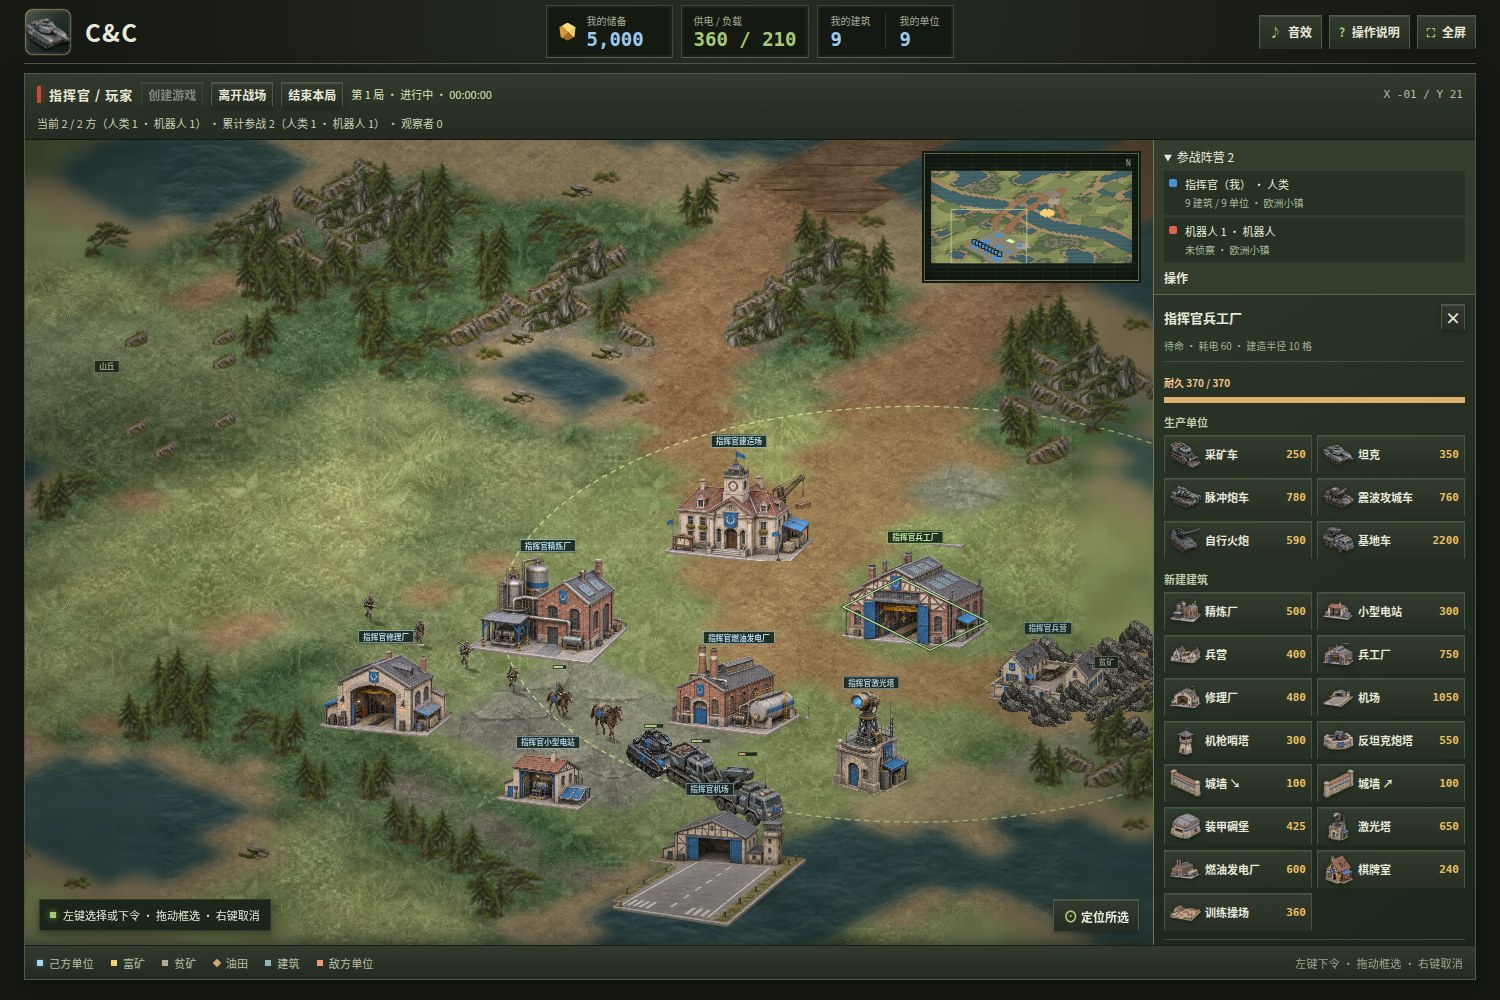 C&C
我的储备
5,000
供电 / 负载
360 / 210
我的建筑
9
我的单位
9
♪ 音效
? 操作说明
全屏
指挥官 / 玩家
创建游戏
离开战场
结束本局
第 1 局 · 进行中 · 00:00:00
X -01 / Y 21
当前 2 / 2 方（人类 1 · 机器人 1） · 累计参战 2（人类 1 · 机器人 1） · 观察者 0
N
山丘
指挥官建造场
指挥官精炼厂
指挥官兵工厂
指挥官修理厂
指挥官燃油发电厂
指挥官兵营
贫矿
指挥官激光塔
指挥官小型电站
指挥官机场
左键选择或下令 · 拖动框选 · 右键取消
定位所选
▼ 参战阵营 2
指挥官（我） · 人类
9 建筑 / 9 单位 · 欧洲小镇
机器人 1 · 机器人
未侦察 · 欧洲小镇
操作
指挥官兵工厂
✕
待命 · 耗电 60 · 建造半径 10 格
耐久 370 / 370
生产单位
采矿车 250
坦克 350
脉冲炮车 780
震波攻城车 760
自行火炮 590
基地车 2200
新建建筑
精炼厂 500
小型电站 300
兵营 400
兵工厂 750
修理厂 480
机场 1050
机枪哨塔 300
反坦克炮塔 550
城墙 ↘ 100
城墙 ↗ 100
装甲碉堡 425
激光塔 650
燃油发电厂 600
棋牌室 240
训练操场 360
己方单位
富矿
贫矿
油田
建筑
敌方单位
左键下令 · 拖动框选 · 右键取消